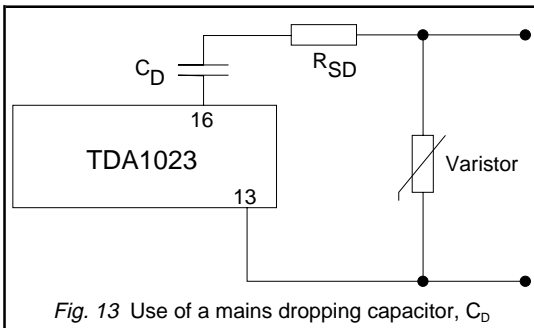 C_D
R_SD
16
TDA1023
13
Varistor
Fig. 13 Use of a mains dropping capacitor, C_D